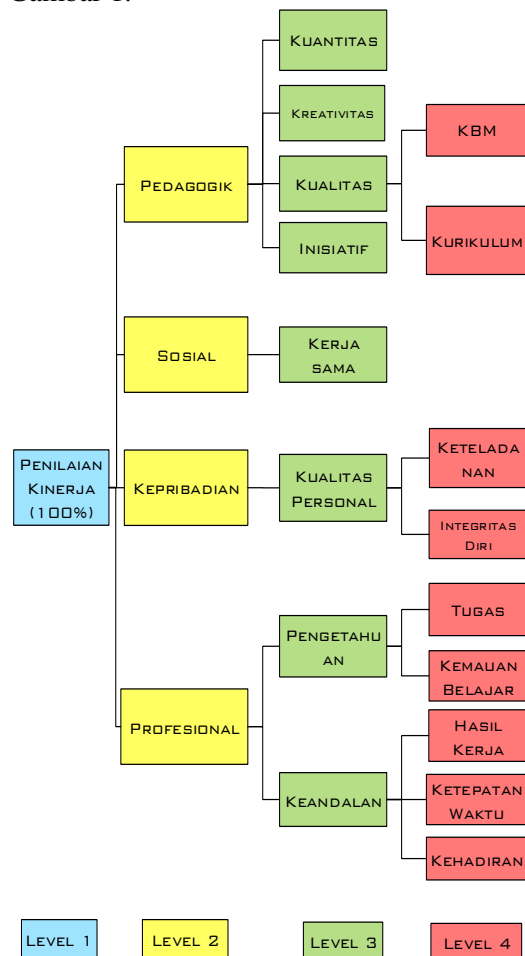 Gambar 1.
KUANTITAS
KREATIVITAS
KBM
PEDAGOGIK
KUALITAS
KURIKULUM
INISIATIF
SOSIAL
KERJA
SAMA
PENILAIAN
KINERJA
(100%)
KEPRIBADIAN
KUALITAS
PERSONAL
KETELADA
NAN
INTEGRITAS
DIRI
PENGETAHU
AN
TUGAS
KEMAUAN
BELAJAR
PROFESIONAL
HASIL
KERJA
KEANDALAN
KETEPATAN
WAKTU
KEHADIRAN
LEVEL 1
LEVEL 2
LEVEL 3
LEVEL 4